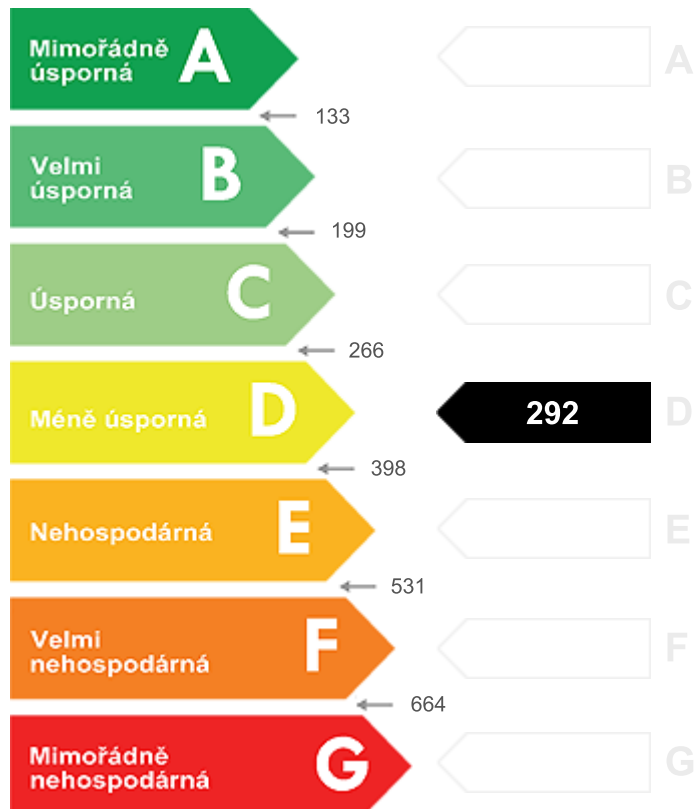 Mimořádně
úsporná
A
A
133
Velmi
úsporná
B
B
199
Úsporná
C
C
266
Méně úsporná
D
292
D
398
Nehospodárná
E
E
531
Velmi
nehospodárná
F
F
664
Mimořádně
nehospodárná
G
G